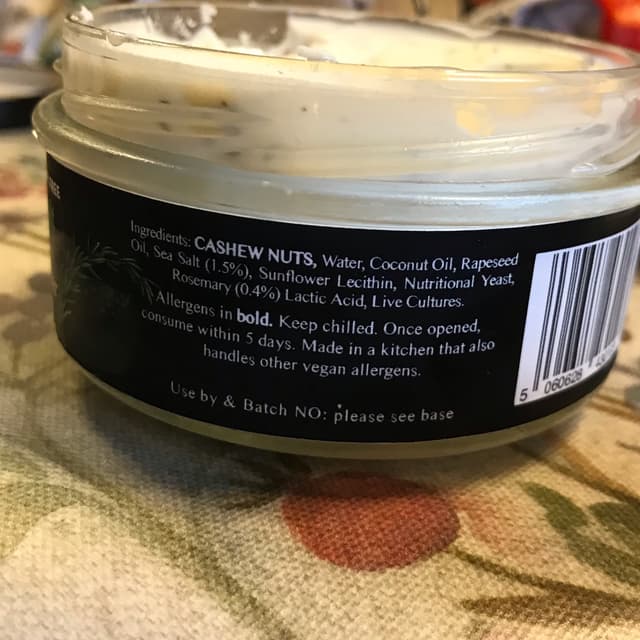 Ingredients: CASHEW NUTS, Water, Coconut Oil, Rapeseed
Oil, Sea Salt (1.5%), Sunflower Lecithin, Nutritional Yeast,
Rosemary (0.4%) Lactic Acid, Live Cultures.
Allergens in bold. Keep chilled. Once opened,
consume within 5 days. Made in a kitchen that also
handles other vegan allergens.
Use by & Batch NO: please see base
5 060628